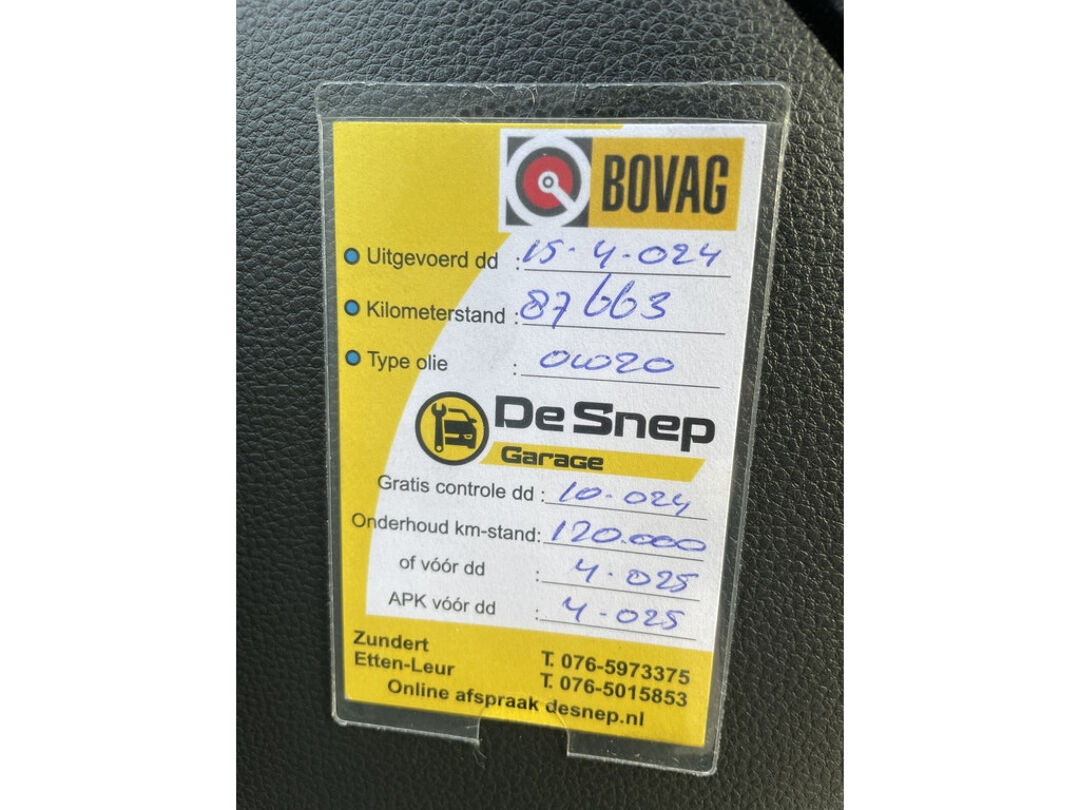 BOVAG
Uitgevoerd dd : 15-4-024
Kilometerstand : 87663
Type olie : 0W20
De Snep
Garage
Gratis controle dd : 10-024
Onderhoud km-stand: 120.000
of vóór dd : 4-025
APK vóór dd : 4-025
Zundert T. 076-5973375
Etten-Leur T. 076-5015853
Online afspraak desnep.nl